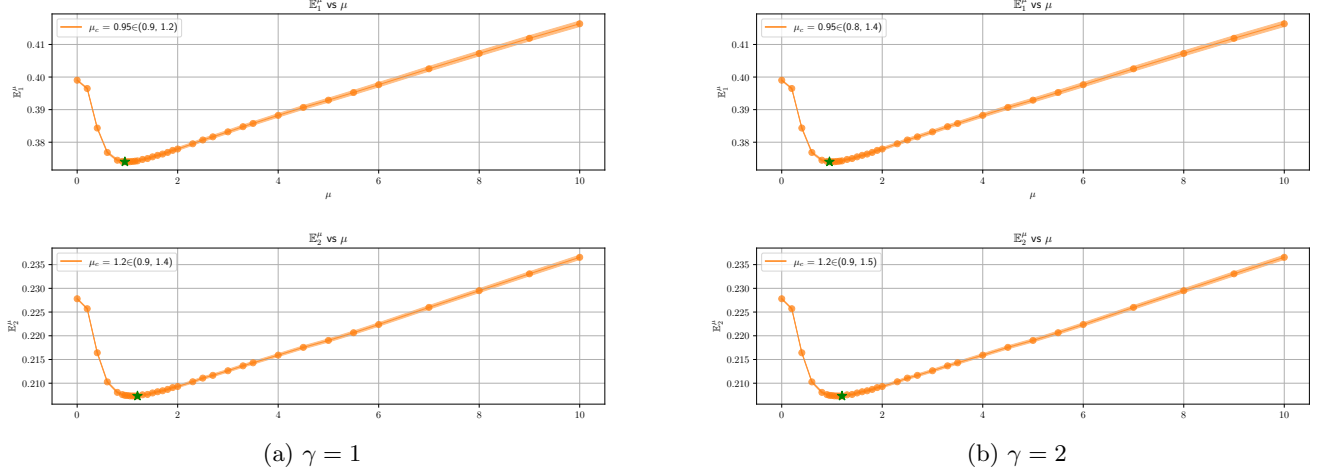 𝔼₁^μ vs μ
μ_c = 0.95∈(0.9, 1.2)
𝔼₁^μ
0.41
0.40
0.39
0.38
0 2 4 6 8 10
μ
𝔼₂^μ vs μ
μ_c = 1.2∈(0.9, 1.4)
𝔼₂^μ
0.235
0.230
0.225
0.220
0.215
0.210
0 2 4 6 8 10
(a) γ = 1
𝔼₁^μ vs μ
μ_c = 0.95∈(0.8, 1.4)
𝔼₁^μ
0.41
0.40
0.39
0.38
0 2 4 6 8 10
μ
𝔼₂^μ vs μ
μ_c = 1.2∈(0.9, 1.5)
𝔼₂^μ
0.235
0.230
0.225
0.220
0.215
0.210
0 2 4 6 8 10
(b) γ = 2